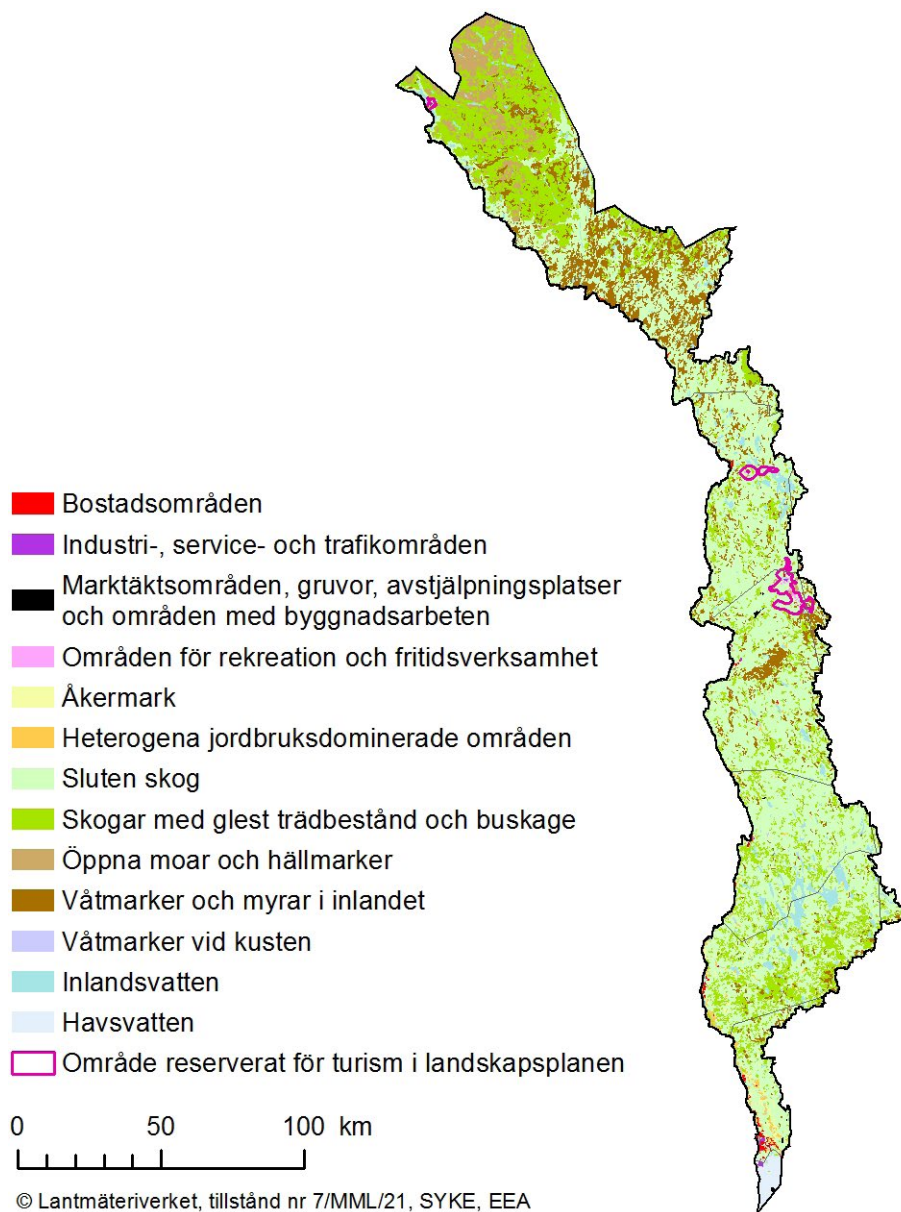 Bostadsområden
Industri-, service- och trafikområden
Marktäktsområden, gruvor, avstjälpningsplatser
och områden med byggnadsarbeten
Områden för rekreation och fritidsverksamhet
Åkermark
Heterogena jordbruksdominerade områden
Sluten skog
Skogar med glest trädbestånd och buskage
Öppna moar och hällmarker
Våtmarker och myrar i inlandet
Våtmarker vid kusten
Inlandsvatten
Havsvatten
Område reserverat för turism i landskapsplanen
0 50 100 km
© Lantmäteriverket, tillstånd nr 7/MML/21, SYKE, EEA